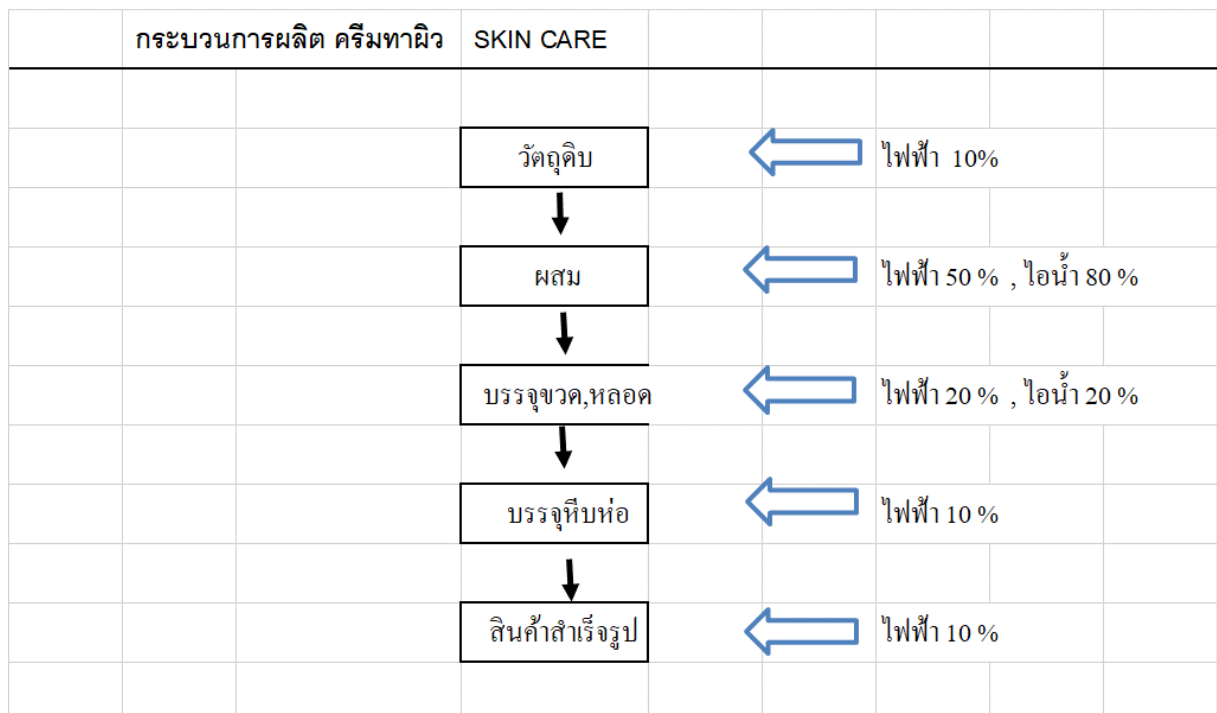 กระบวนการผลิต ครีมทาผิว SKIN CARE
วัตถุดิบ
ไฟฟ้า 10%
ผสม
ไฟฟ้า 50 % , ไอน้ำ 80 %
บรรจุขวด,หลอด
ไฟฟ้า 20 % , ไอน้ำ 20 %
บรรจุหีบห่อ
ไฟฟ้า 10 %
สินค้าสำเร็จรูป
ไฟฟ้า 10 %